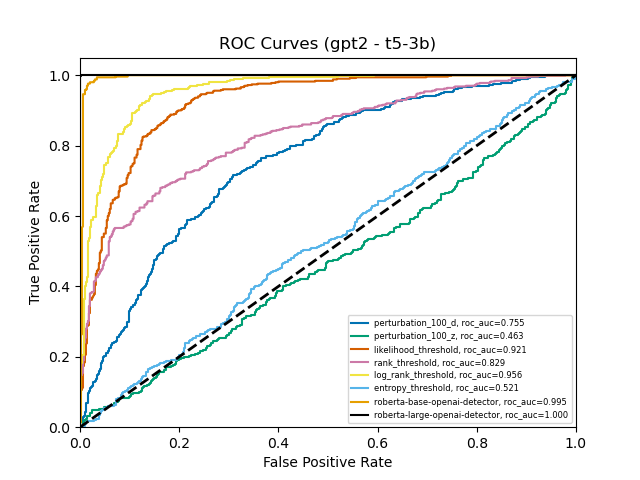 ROC Curves (gpt2 - t5-3b)
True Positive Rate
1.0
0.8
0.6
0.4
0.2
0.0
perturbation_100_d, roc_auc=0.755
perturbation_100_z, roc_auc=0.463
likelihood_threshold, roc_auc=0.921
rank_threshold, roc_auc=0.829
log_rank_threshold, roc_auc=0.956
entropy_threshold, roc_auc=0.521
roberta-base-openai-detector, roc_auc=0.995
roberta-large-openai-detector, roc_auc=1.000
0.0 0.2 0.4 0.6 0.8 1.0
False Positive Rate